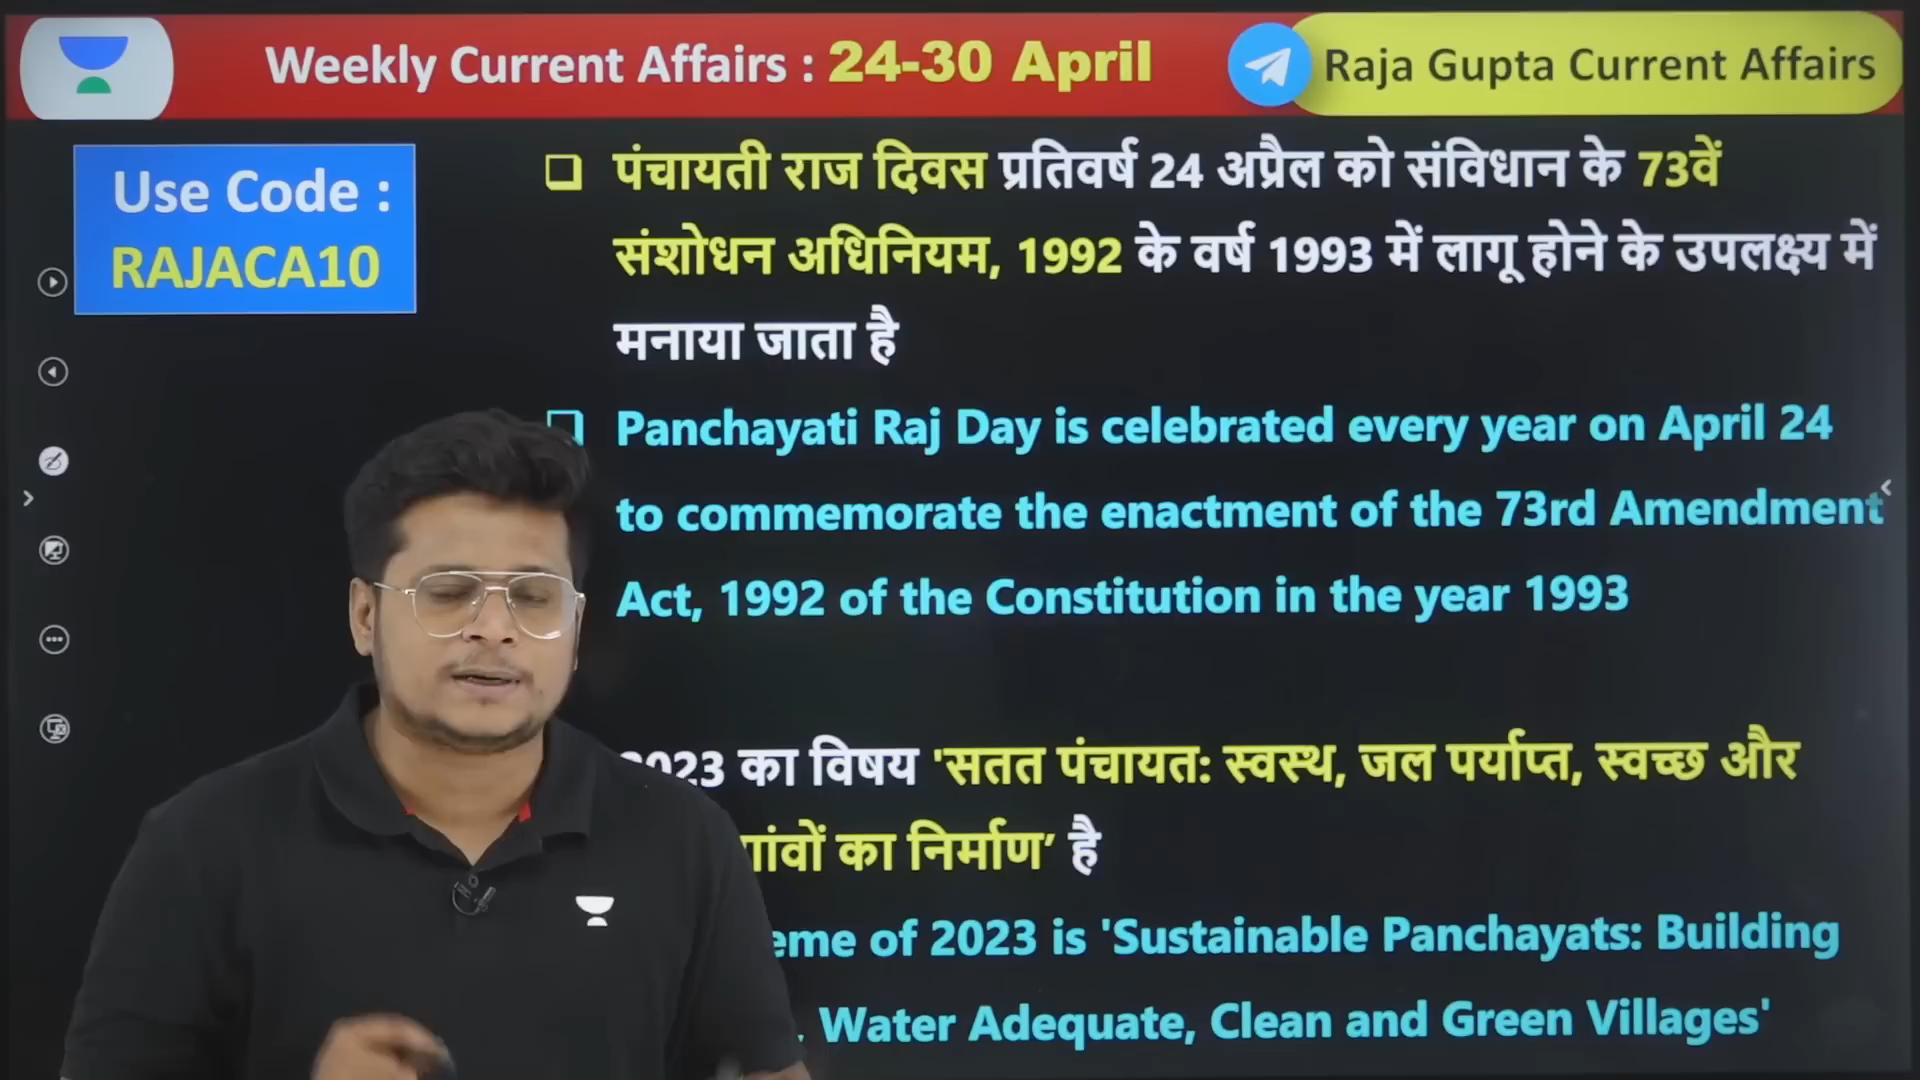 Weekly Current Affairs : 24-30 April
Raja Gupta Current Affairs
Use Code :
RAJACA10
पंचायती राज दिवस प्रतिवर्ष 24 अप्रैल को संविधान के 73वें
संशोधन अधिनियम, 1992 के वर्ष 1993 में लागू होने के उपलक्ष्य में
मनाया जाता है
Panchayati Raj Day is celebrated every year on April 24
to commemorate the enactment of the 73rd Amendment
Act, 1992 of the Constitution in the year 1993
2023 का विषय 'सतत पंचायत: स्वस्थ, जल पर्याप्त, स्वच्छ और
का निर्माण’ है
of 2023 is 'Sustainable Panchayats: Building
, Water Adequate, Clean and Green Villages'